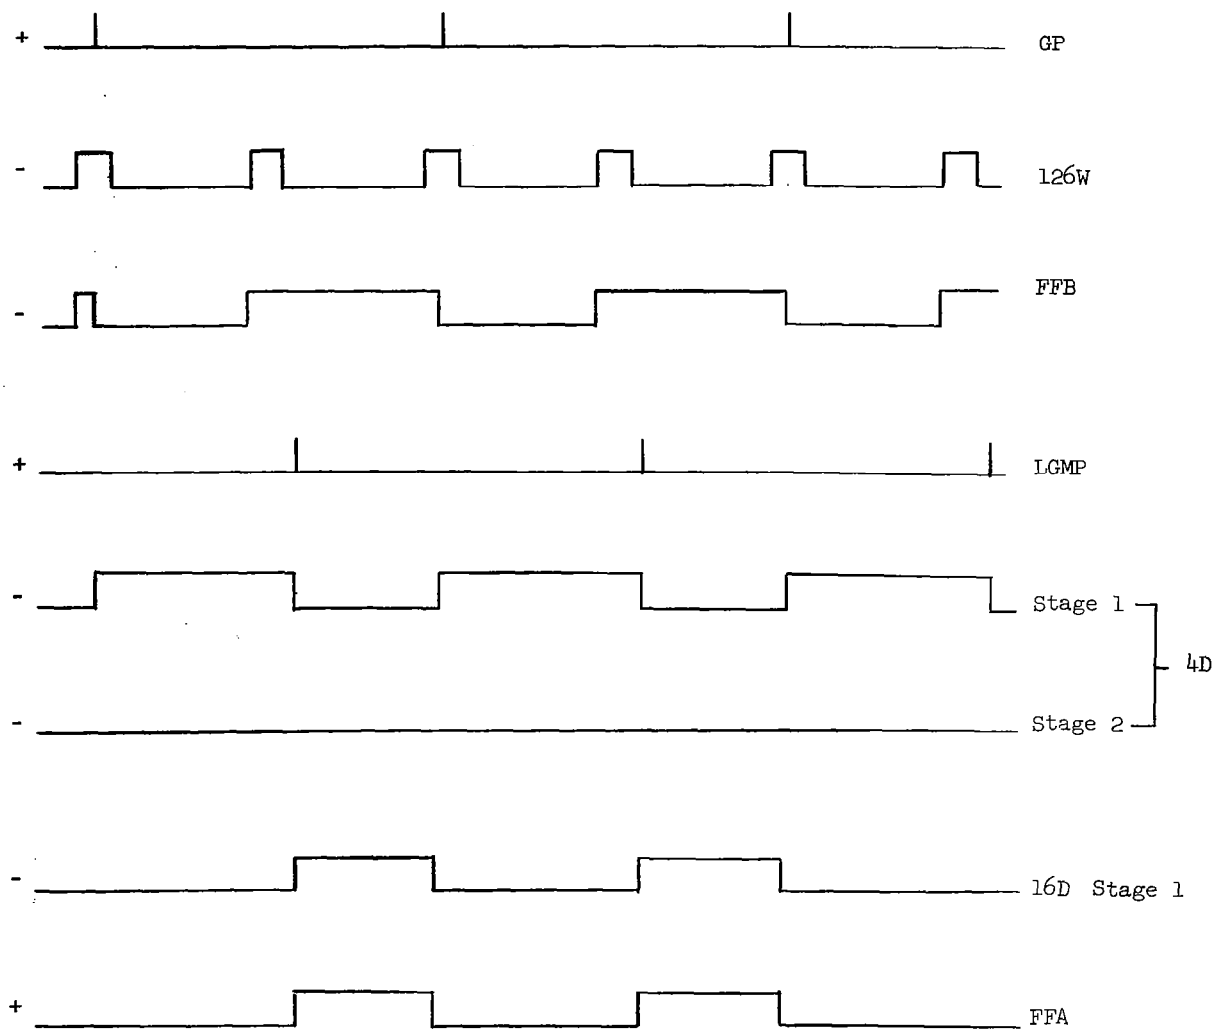 + GP
- 126W
- FFB
+ LGMP
- Stage 1
4D
- Stage 2
- 16D Stage 1
+ FFA